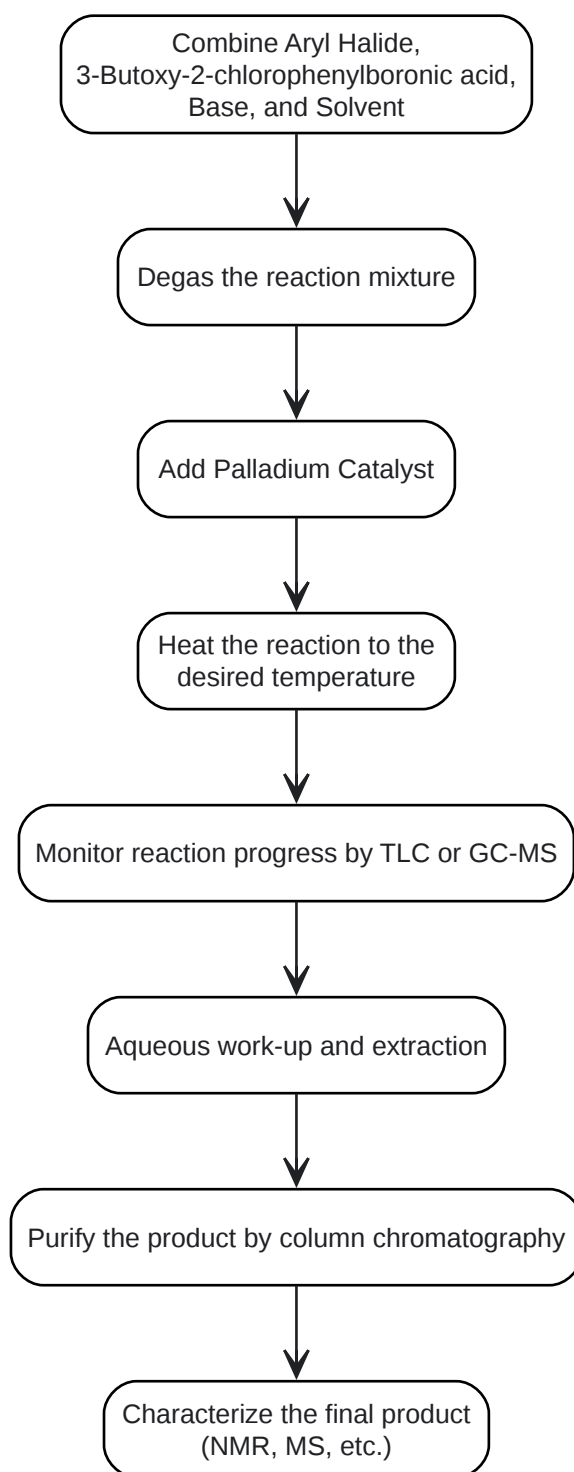 Combine Aryl Halide,
3-Butoxy-2-chlorophenylboronic acid,
Base, and Solvent
Degas the reaction mixture
Add Palladium Catalyst
Heat the reaction to the
desired temperature
Monitor reaction progress by TLC or GC-MS
Aqueous work-up and extraction
Purify the product by column chromatography
Characterize the final product
(NMR, MS, etc.)